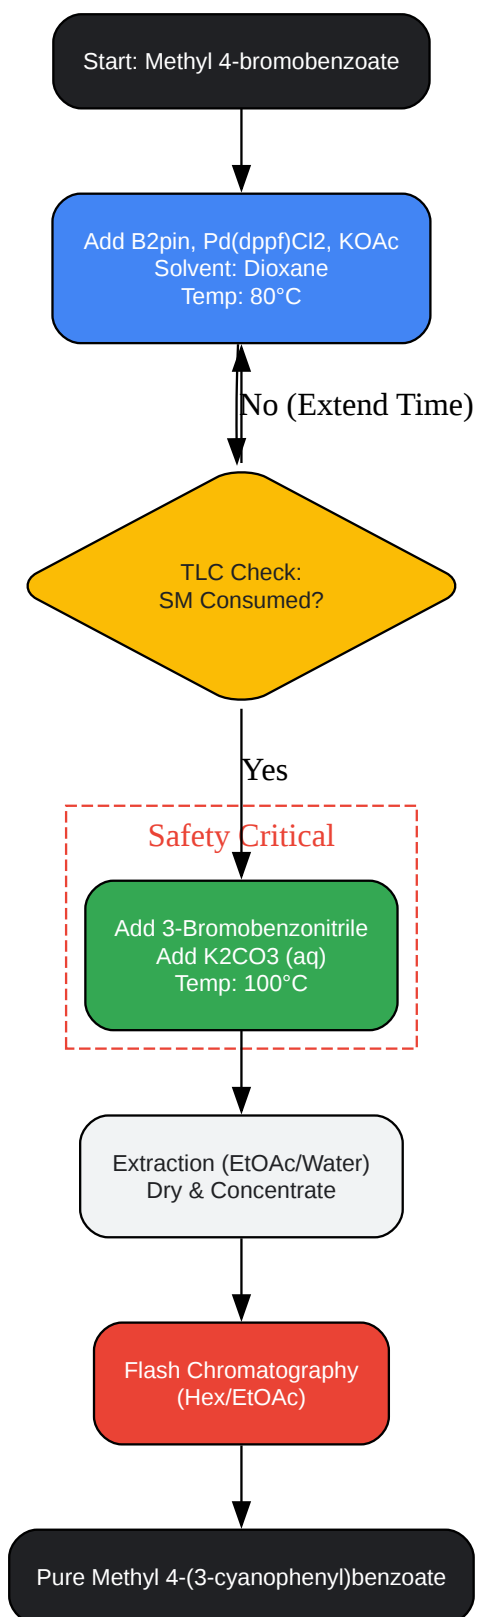 Start: Methyl 4-bromobenzoate
Add B2pin, Pd(dppf)Cl2, KOAc
Solvent: Dioxane
Temp: 80°C
No (Extend Time)
TLC Check:
SM Consumed?
Yes
Safety Critical
Add 3-Bromobenzonitrile
Add K2CO3 (aq)
Temp: 100°C
Extraction (EtOAc/Water)
Dry & Concentrate
Flash Chromatography
(Hex/EtOAc)
Pure Methyl 4-(3-cyanophenyl)benzoate